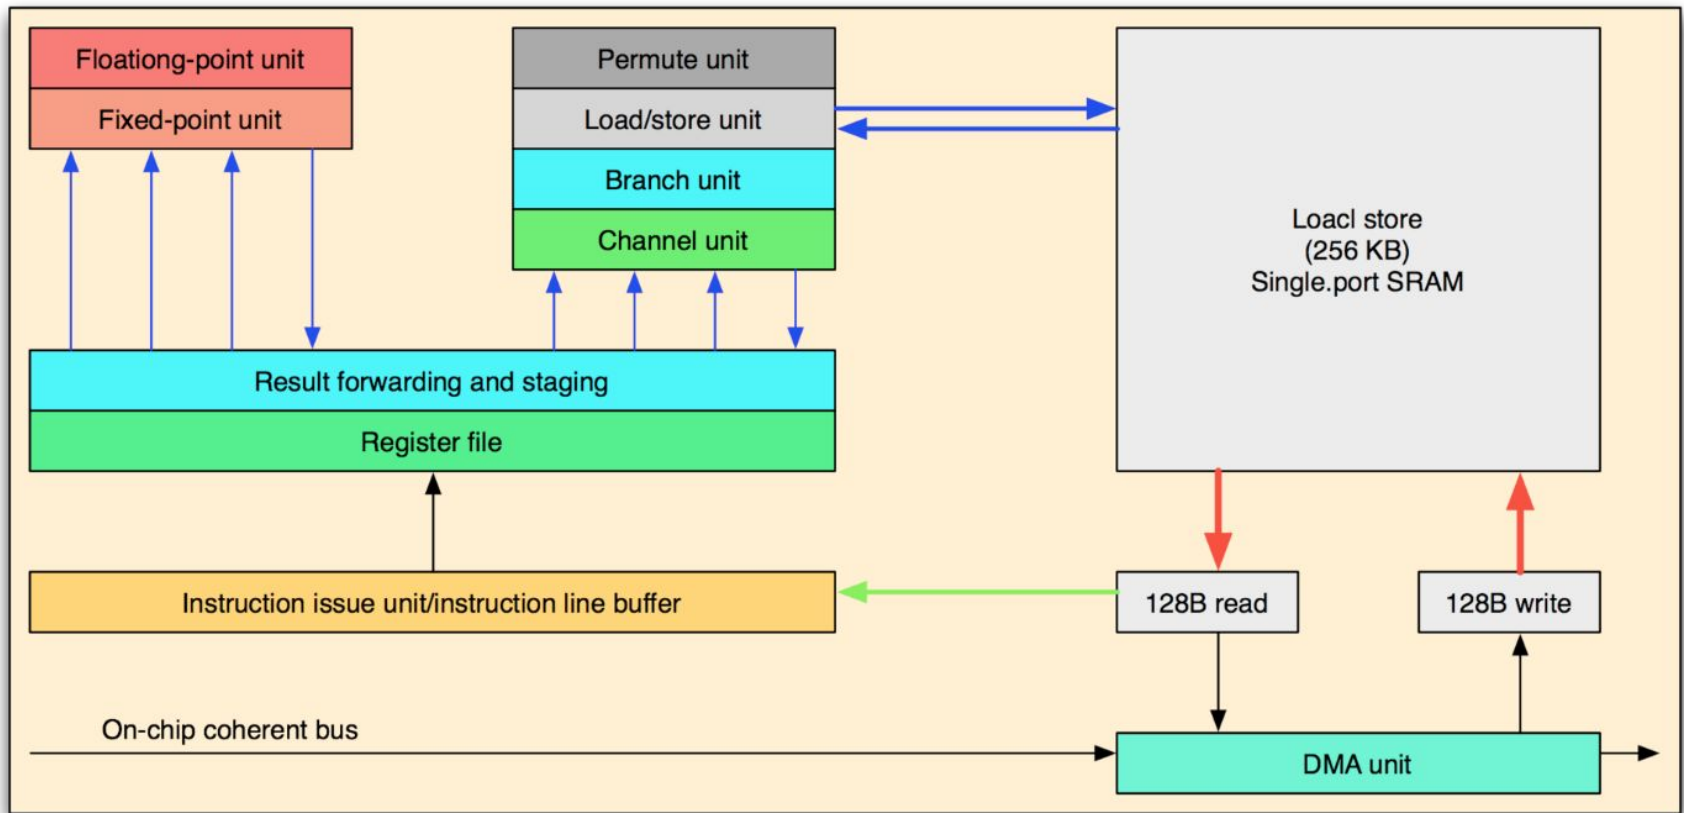 Floationg-point unit
Fixed-point unit
Permute unit
Load/store unit
Branch unit
Channel unit
Loacl store
(256 KB)
Single.port SRAM
Result forwarding and staging
Register file
Instruction issue unit/instruction line buffer
128B read
128B write
On-chip coherent bus
DMA unit